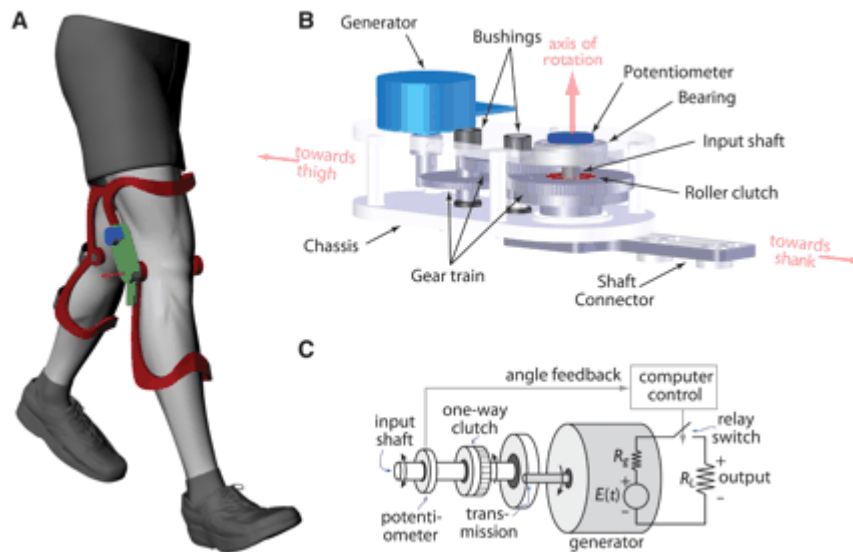 A
B
Generator
Bushings
axis of
rotation
Potentiometer
Bearing
Input shaft
Roller clutch
towards
thigh
Chassis
Gear train
Shaft
Connector
towards
shank
C
angle feedback
computer
control
input
shaft
one-way
clutch
relay
switch
potenti-
ometer
trans-
mission
Rg
+
E(t)
−
RL
+
output
−
generator